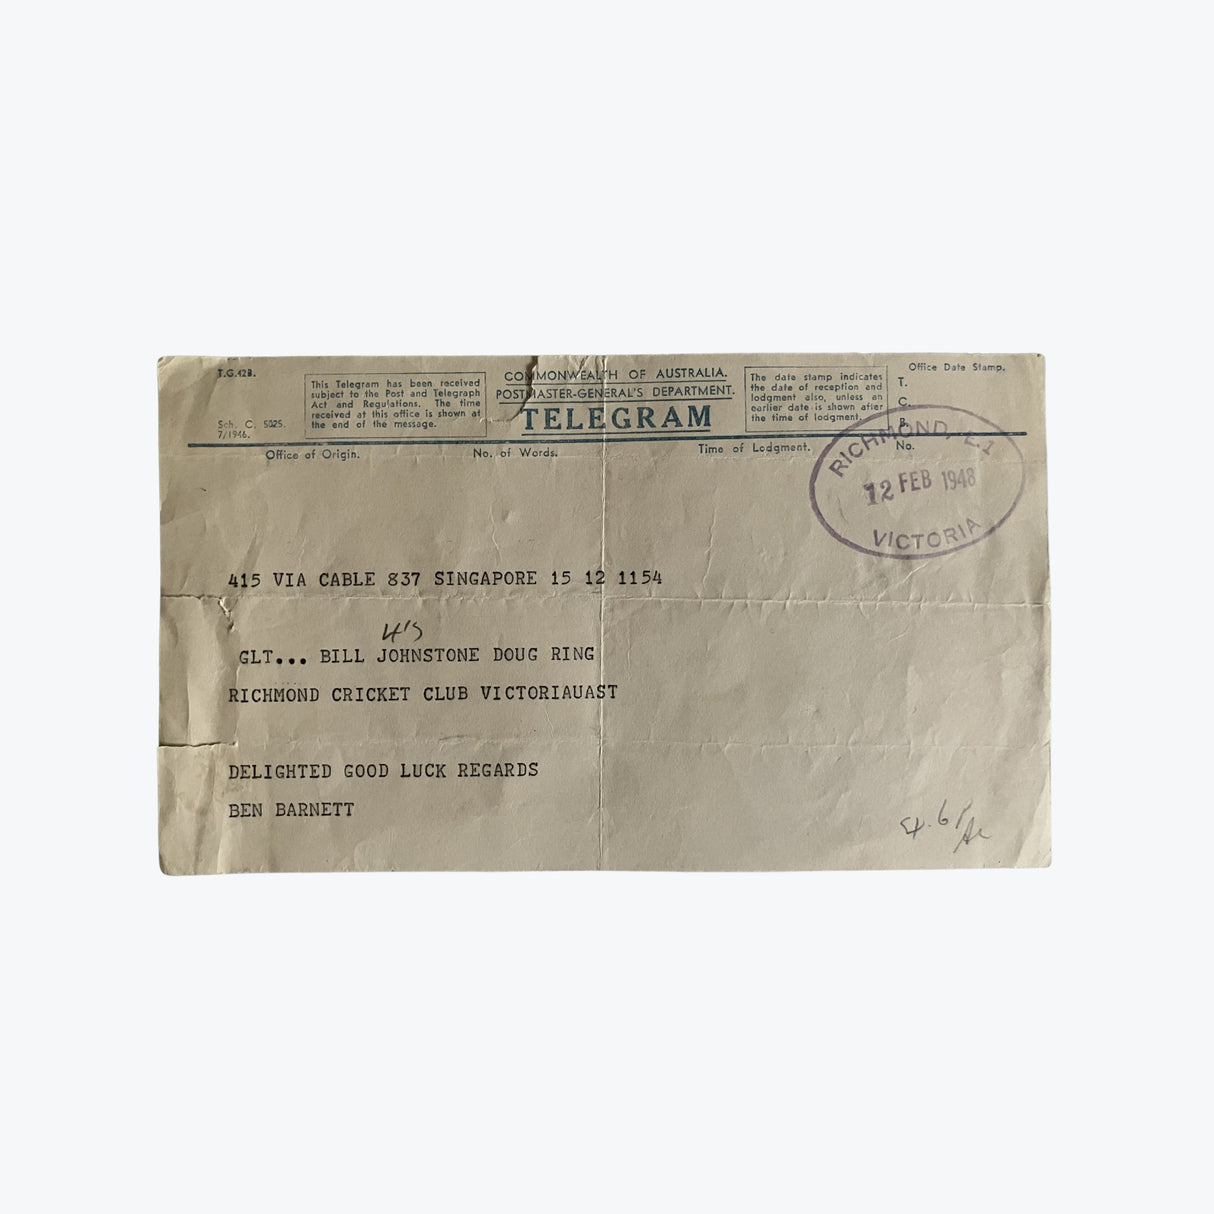 T.G.42B.
Sch. C. 5025.
7/1946.
This Telegram has been received
subject to the Post and Telegraph
Act and Regulations. The time
received at this office is shown at
the end of the message.
COMMONWEALTH OF AUSTRALIA.
POSTMASTER-GENERAL'S DEPARTMENT.
TELEGRAM
The date stamp indicates
the date of reception and
lodgment also, unless an
earlier date is shown after
the time of lodgment.
Office Date Stamp.
T.
C.
B.
No.
Office of Origin.
No. of Words.
Time of Lodgment.
RICHMOND, E.1
12 FEB 1948
VICTORIA
415 VIA CABLE 837 SINGAPORE 15 12 1154
GLT... BILL JOHNSTONE DOUG RING
RICHMOND CRICKET CLUB VICTORIAUAST
DELIGHTED GOOD LUCK REGARDS
BEN BARNETT